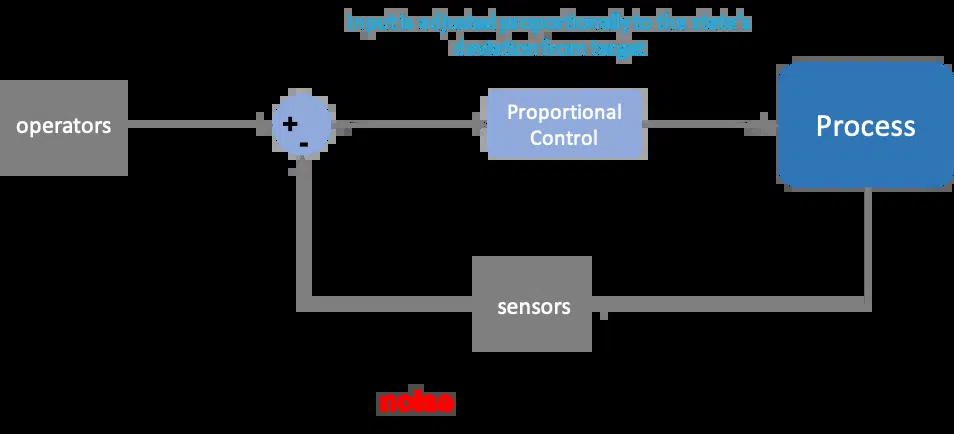 Input is adjusted proportionally to the state's
deviation from target
operators
+
-
Proportional
Control
Process
sensors
noise